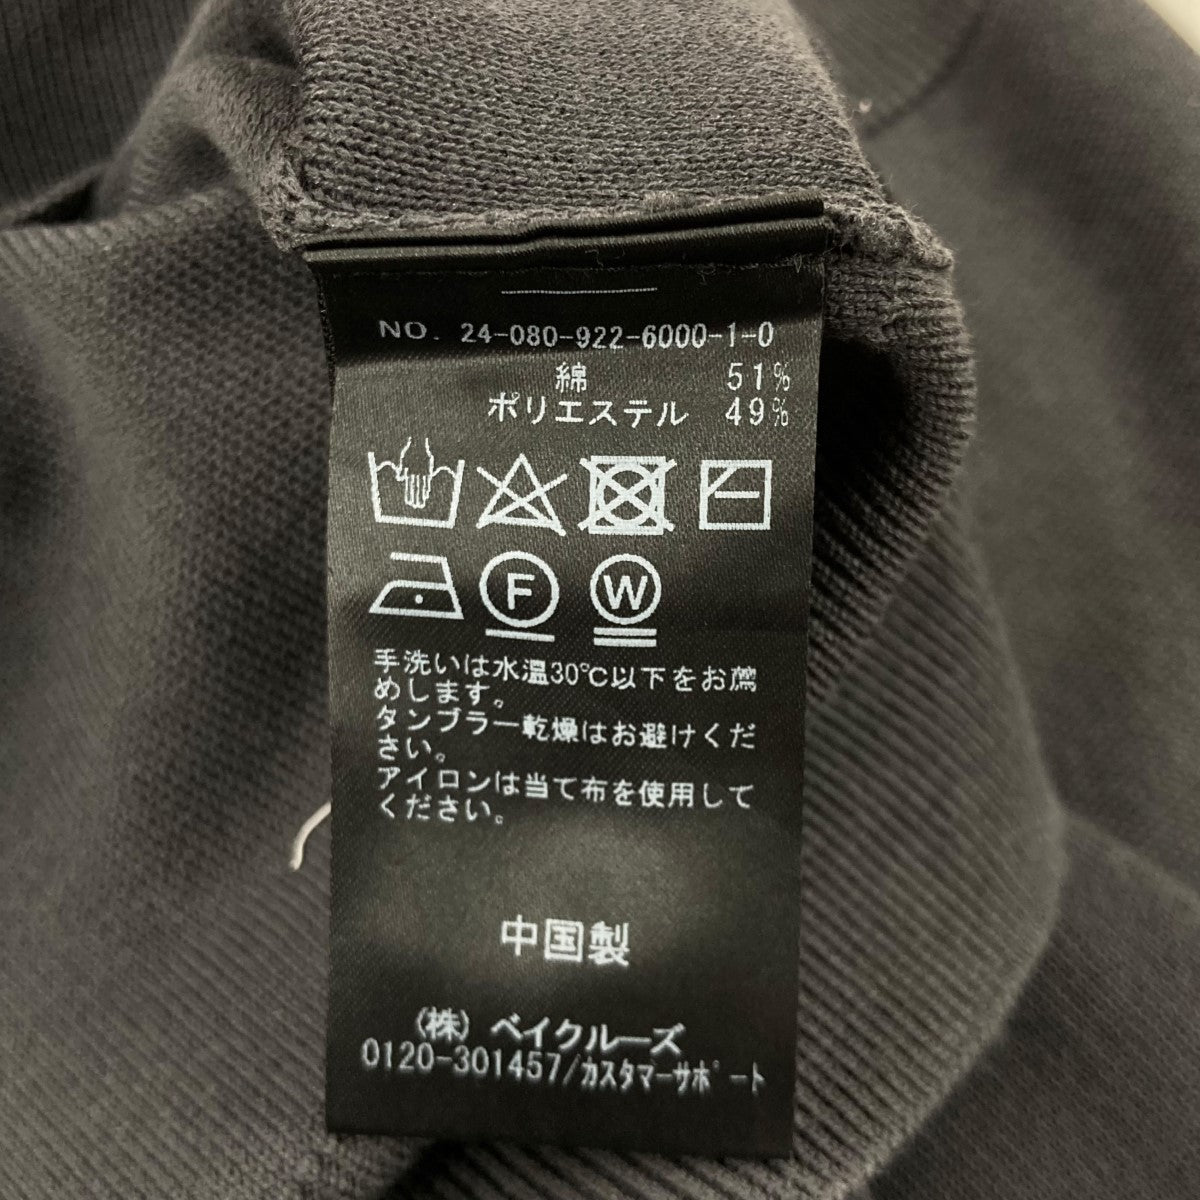 NO. 24-080-922-6000-1-0
綿 51%
ポリエステル 49%
F W
手洗いは水温30℃以下をお薦
めします。
タンブラー乾燥はお避けくだ
さい。
アイロンは当て布を使用して
ください。
中国製
(株) ベイクルーズ
0120-301457/カスタマーサポート